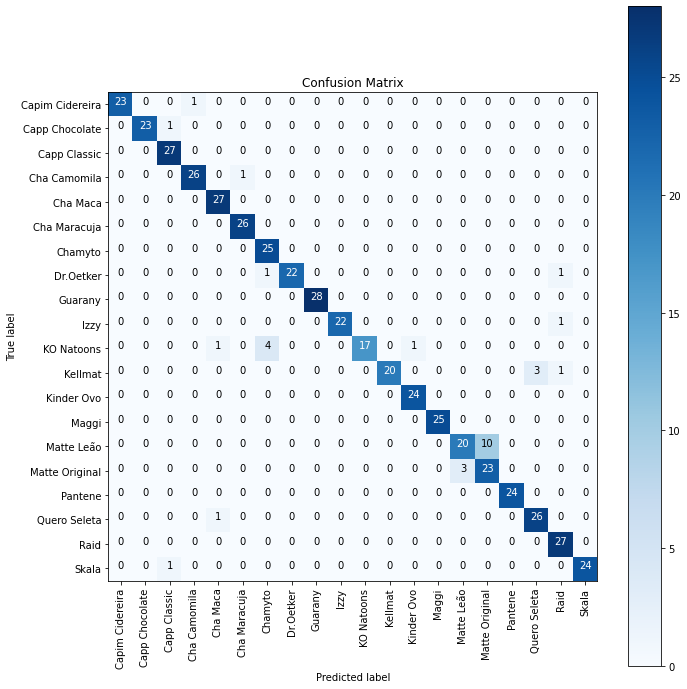 Confusion Matrix
Capim Cidereira 23 0 0 1 0 0 0 0 0 0 0 0 0 0 0 0 0 0 0 0
Capp Chocolate 0 23 1 0 0 0 0 0 0 0 0 0 0 0 0 0 0 0 0 0
Capp Classic 0 0 27 0 0 0 0 0 0 0 0 0 0 0 0 0 0 0 0 0
Cha Camomila 0 0 0 26 0 1 0 0 0 0 0 0 0 0 0 0 0 0 0 0
Cha Maca 0 0 0 0 27 0 0 0 0 0 0 0 0 0 0 0 0 0 0 0
Cha Maracuja 0 0 0 0 0 26 0 0 0 0 0 0 0 0 0 0 0 0 0 0
Chamyto 0 0 0 0 0 0 25 0 0 0 0 0 0 0 0 0 0 0 0 0
Dr.Oetker 0 0 0 0 0 0 1 22 0 0 0 0 0 0 0 0 0 0 1 0
Guarany 0 0 0 0 0 0 0 0 28 0 0 0 0 0 0 0 0 0 0 0
Izzy 0 0 0 0 0 0 0 0 0 22 0 0 0 0 0 0 0 0 1 0
KO Natoons 0 0 0 0 1 0 4 0 0 0 17 0 1 0 0 0 0 0 0 0
Kellmat 0 0 0 0 0 0 0 0 0 0 0 20 0 0 0 0 0 3 1 0
Kinder Ovo 0 0 0 0 0 0 0 0 0 0 0 0 24 0 0 0 0 0 0 0
Maggi 0 0 0 0 0 0 0 0 0 0 0 0 0 25 0 0 0 0 0 0
Matte Leão 0 0 0 0 0 0 0 0 0 0 0 0 0 0 20 10 0 0 0 0
Matte Original 0 0 0 0 0 0 0 0 0 0 0 0 0 0 3 23 0 0 0 0
Pantene 0 0 0 0 0 0 0 0 0 0 0 0 0 0 0 0 24 0 0 0
Quero Seleta 0 0 0 0 1 0 0 0 0 0 0 0 0 0 0 0 0 26 0 0
Raid 0 0 0 0 0 0 0 0 0 0 0 0 0 0 0 0 0 0 27 0
Skala 0 0 1 0 0 0 0 0 0 0 0 0 0 0 0 0 0 0 0 24
True label
Capim Cidereira
Capp Chocolate
Capp Classic
Cha Camomila
Cha Maca
Cha Maracuja
Chamyto
Dr.Oetker
Guarany
Izzy
KO Natoons
Kellmat
Kinder Ovo
Maggi
Matte Leão
Matte Original
Pantene
Quero Seleta
Raid
Skala
Predicted label
25
20
15
10
5
0